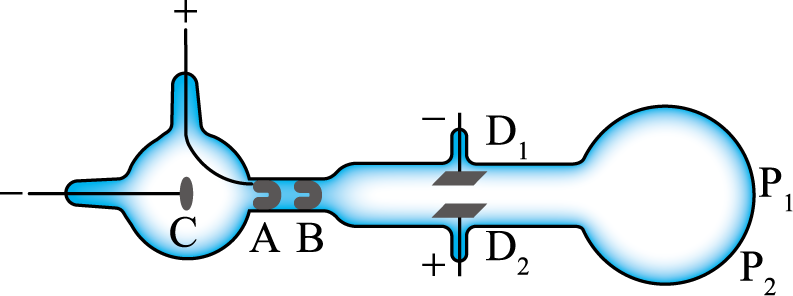 +
− D₁
− P₁
C A B
+ D₂ P₂